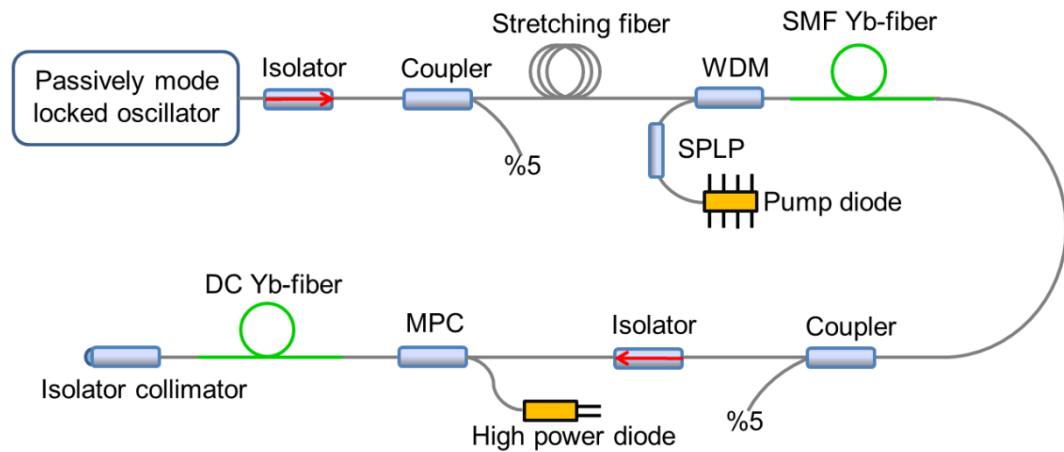 Passively mode
locked oscillator
Isolator
Coupler
%5
Stretching fiber
WDM
SPLP
Pump diode
SMF Yb-fiber
DC Yb-fiber
Isolator collimator
MPC
High power diode
Isolator
Coupler
%5